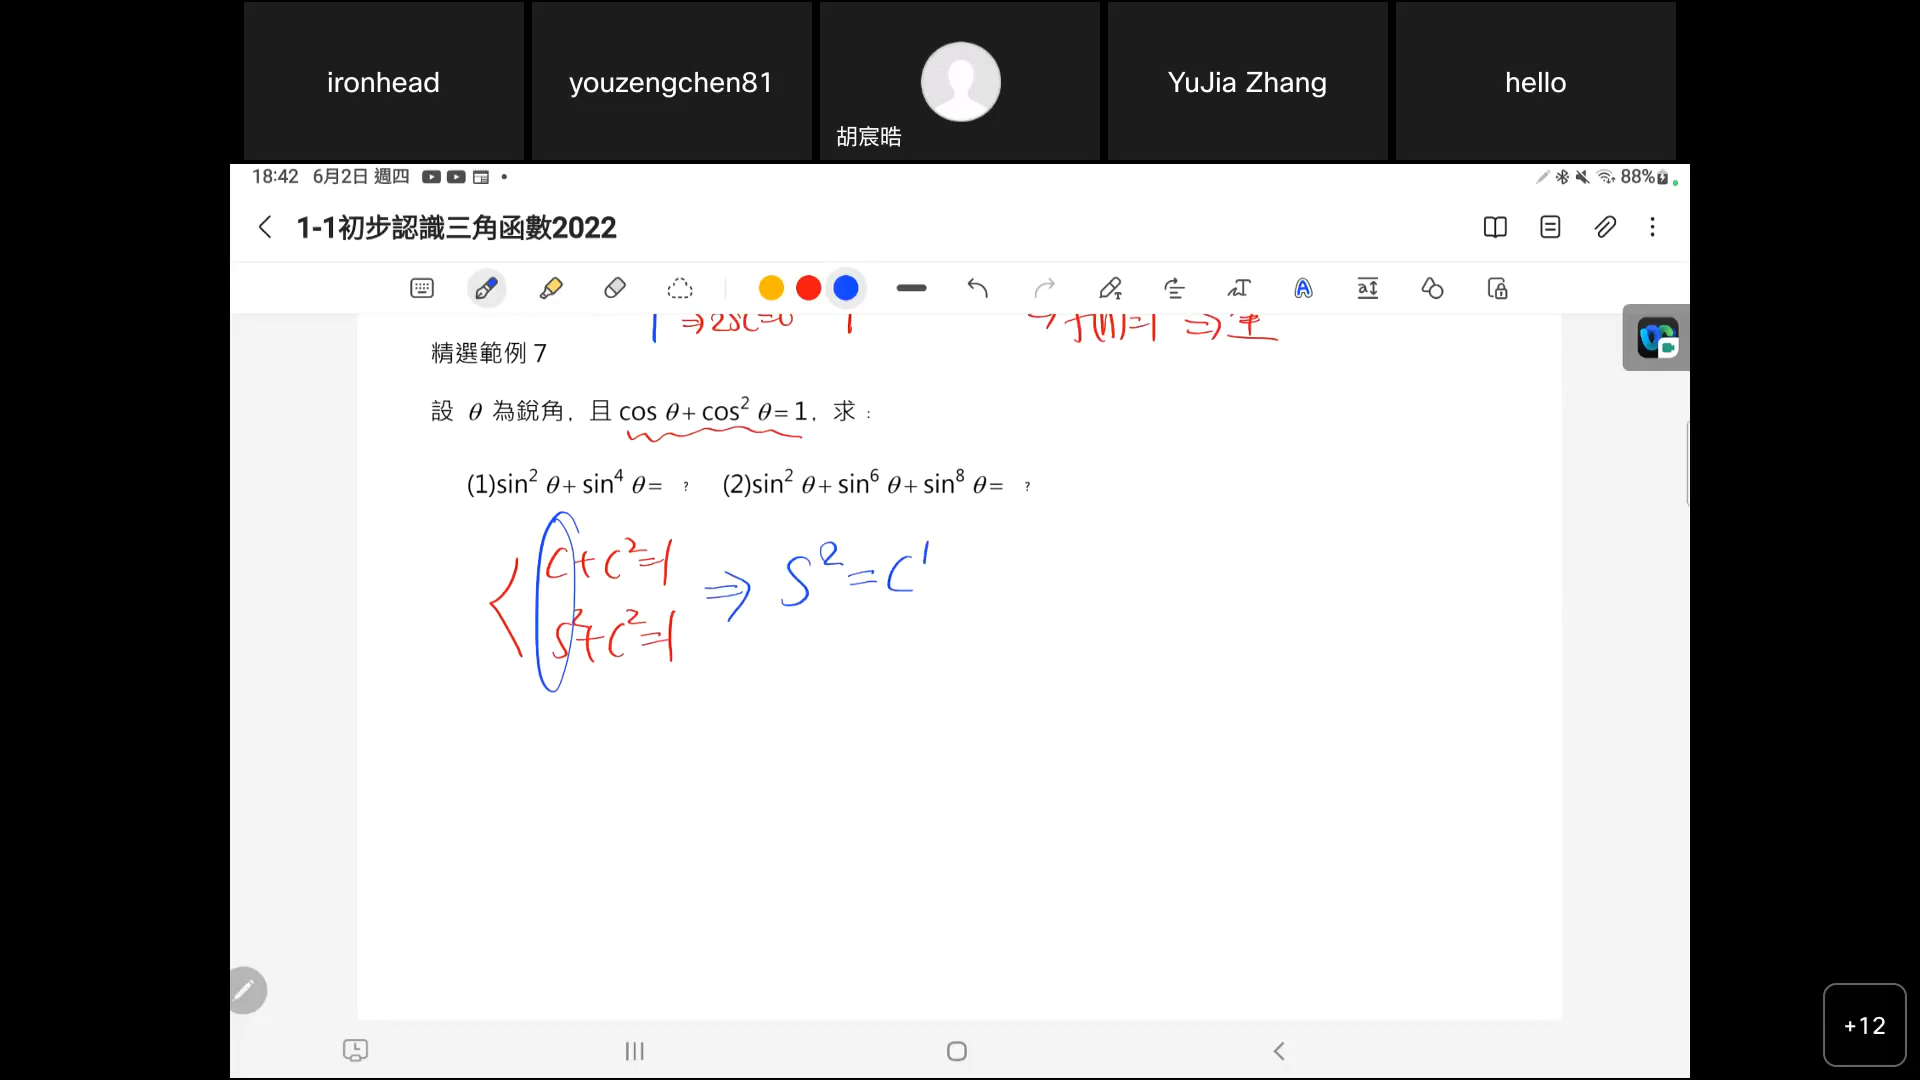 ironhead
youzengchen81
胡宸晧
YuJia Zhang
hello
18:42 6月2日 週四
88%
1-1初步認識三角函數2022
⇒2SC=0
f(n)=1 ⇒
精選範例 7
設 θ 為銳角，且 cos θ+cos² θ=1，求：
(1)sin² θ+sin⁴ θ= ？ (2)sin² θ+sin⁶ θ+sin⁸ θ= ？
C+C²=1
S²+C²=1
⇒ S²=C¹
+12